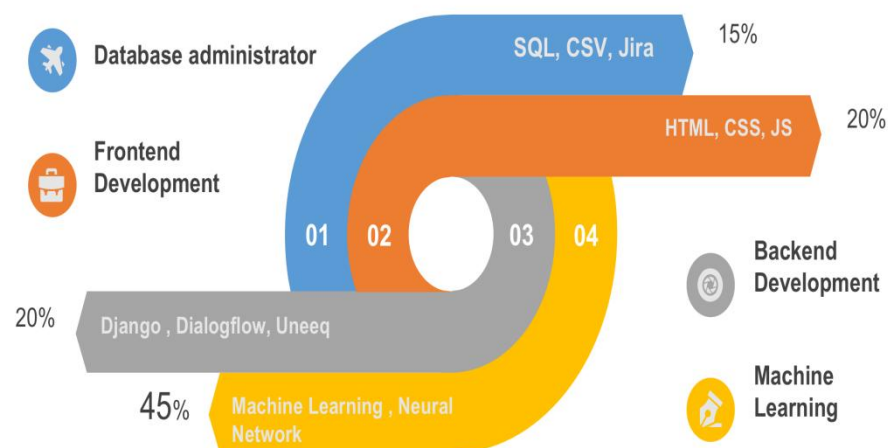 Database administrator
SQL, CSV, Jira
15%
Frontend
Development
HTML, CSS, JS
20%
01
02
03
04
Backend
Development
20%
Django , Dialogflow, Uneeq
Machine
Learning
45%
Machine Learning , Neural
Network